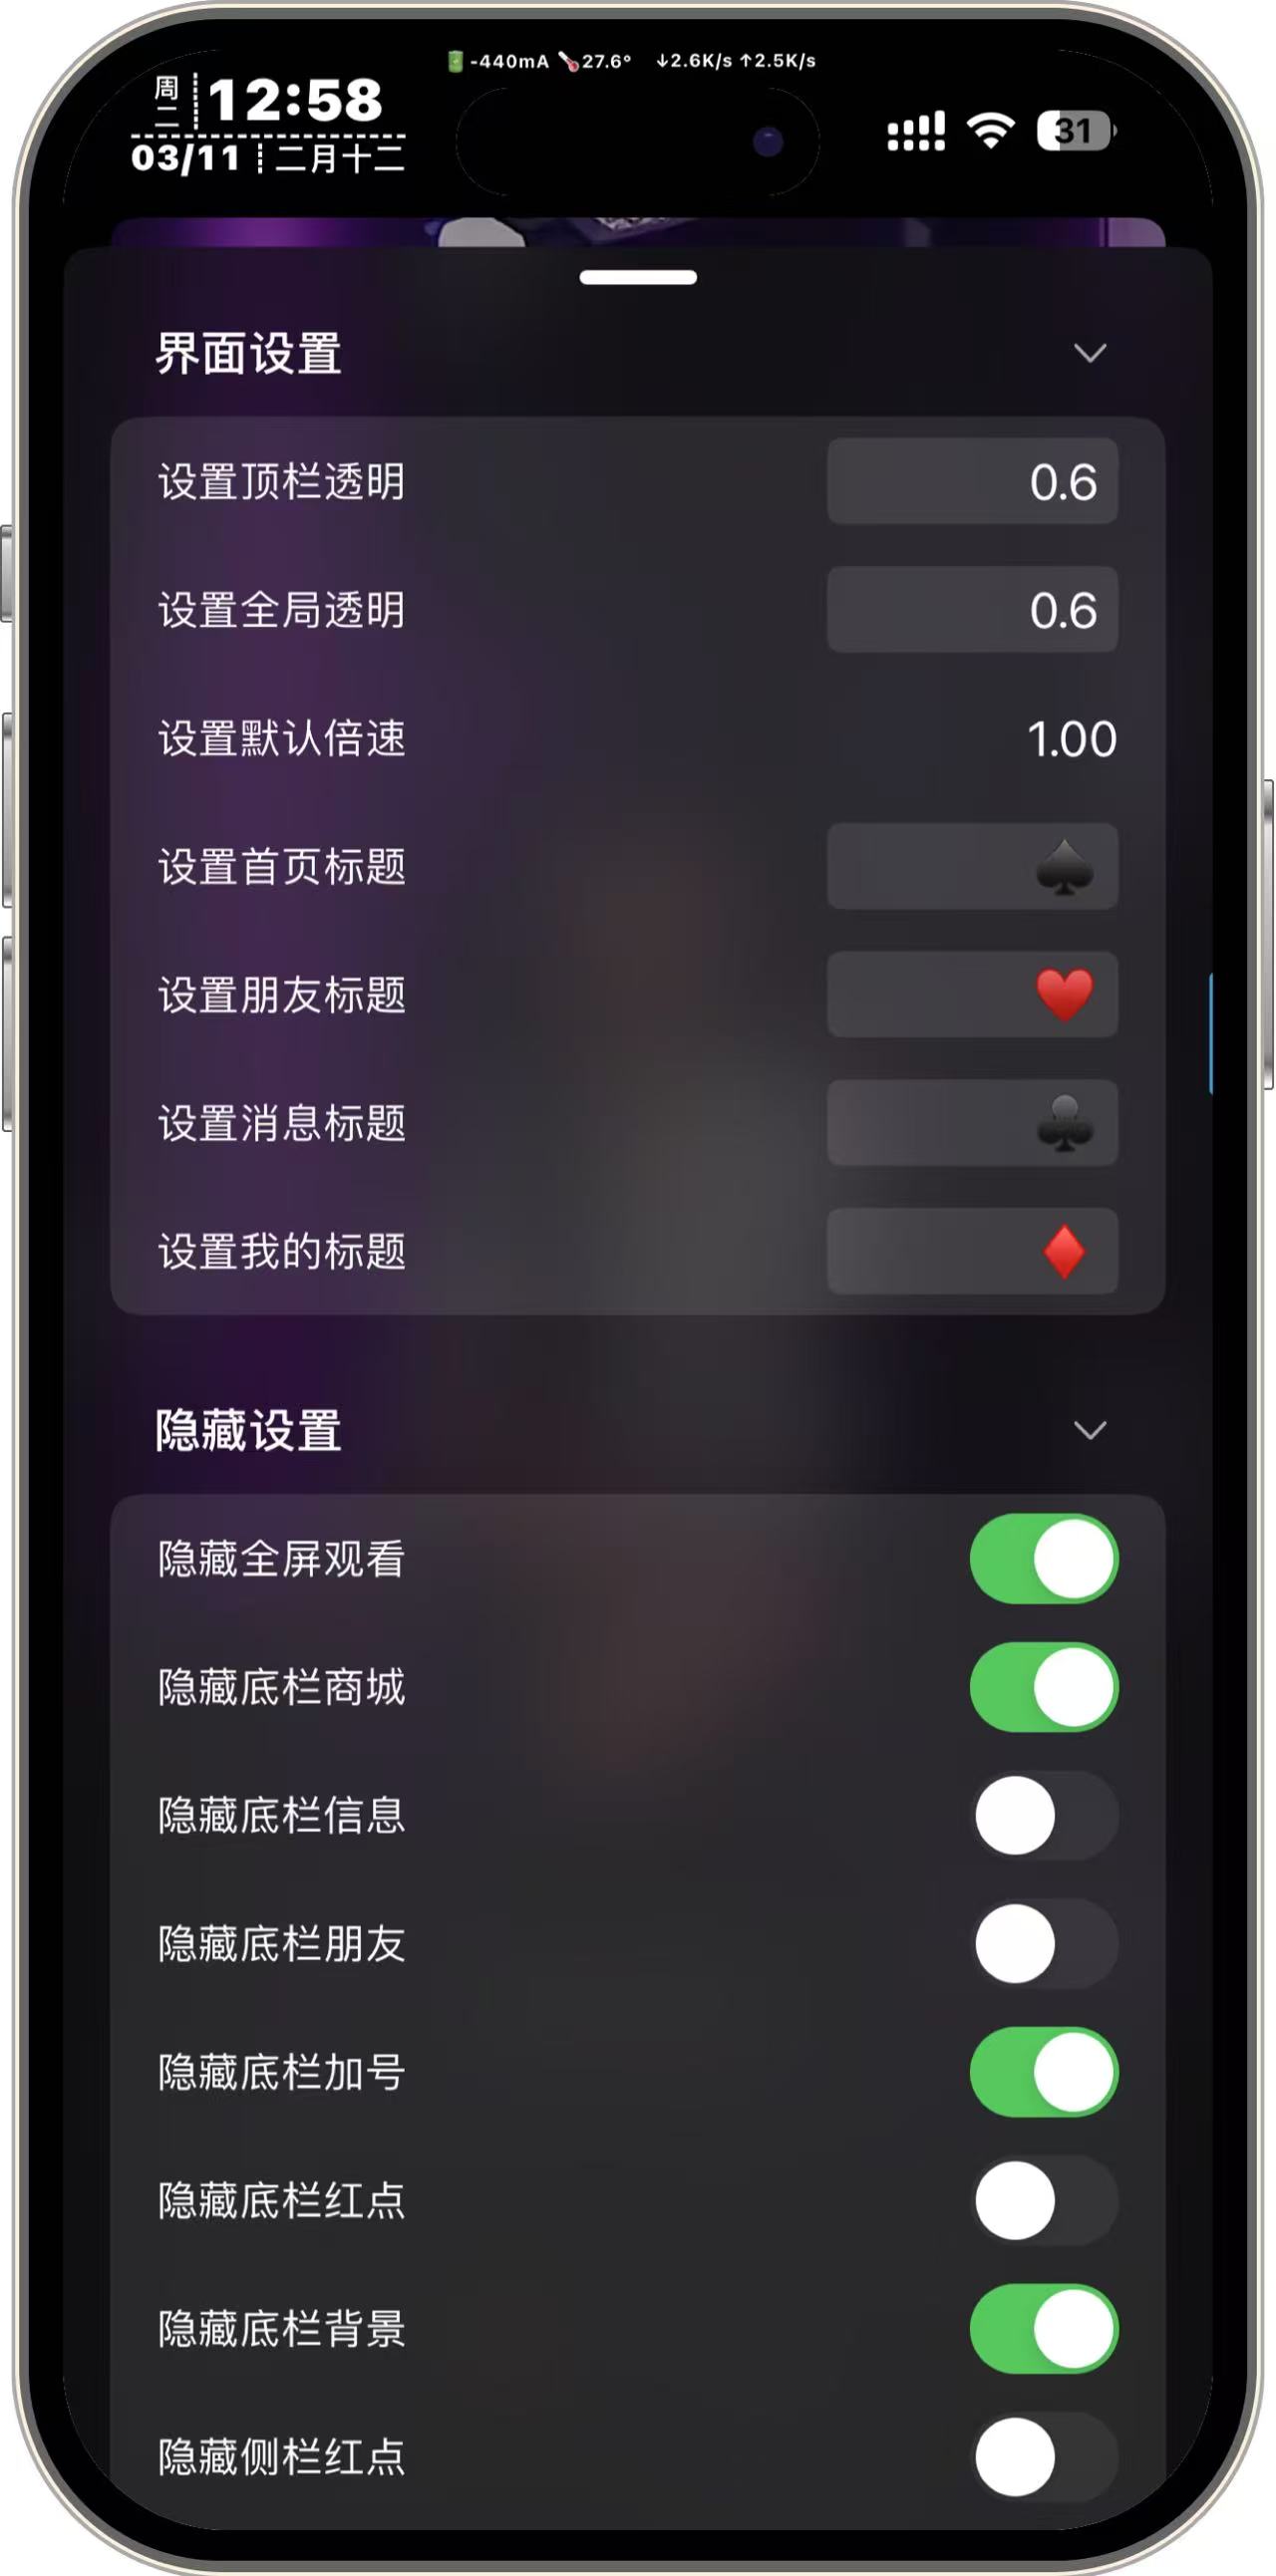 🔋-440mA 🌡️27.6° ↓2.6K/s ↑2.5K/s
周二 12:58
03/11 二月十二
31
界面设置
设置顶栏透明 0.6
设置全局透明 0.6
设置默认倍速 1.00
设置首页标题 ♠️
设置朋友标题 ♥️
设置消息标题 ♣️
设置我的标题 ♦️
隐藏设置
隐藏全屏观看
隐藏底栏商城
隐藏底栏信息
隐藏底栏朋友
隐藏底栏加号
隐藏底栏红点
隐藏底栏背景
隐藏侧栏红点